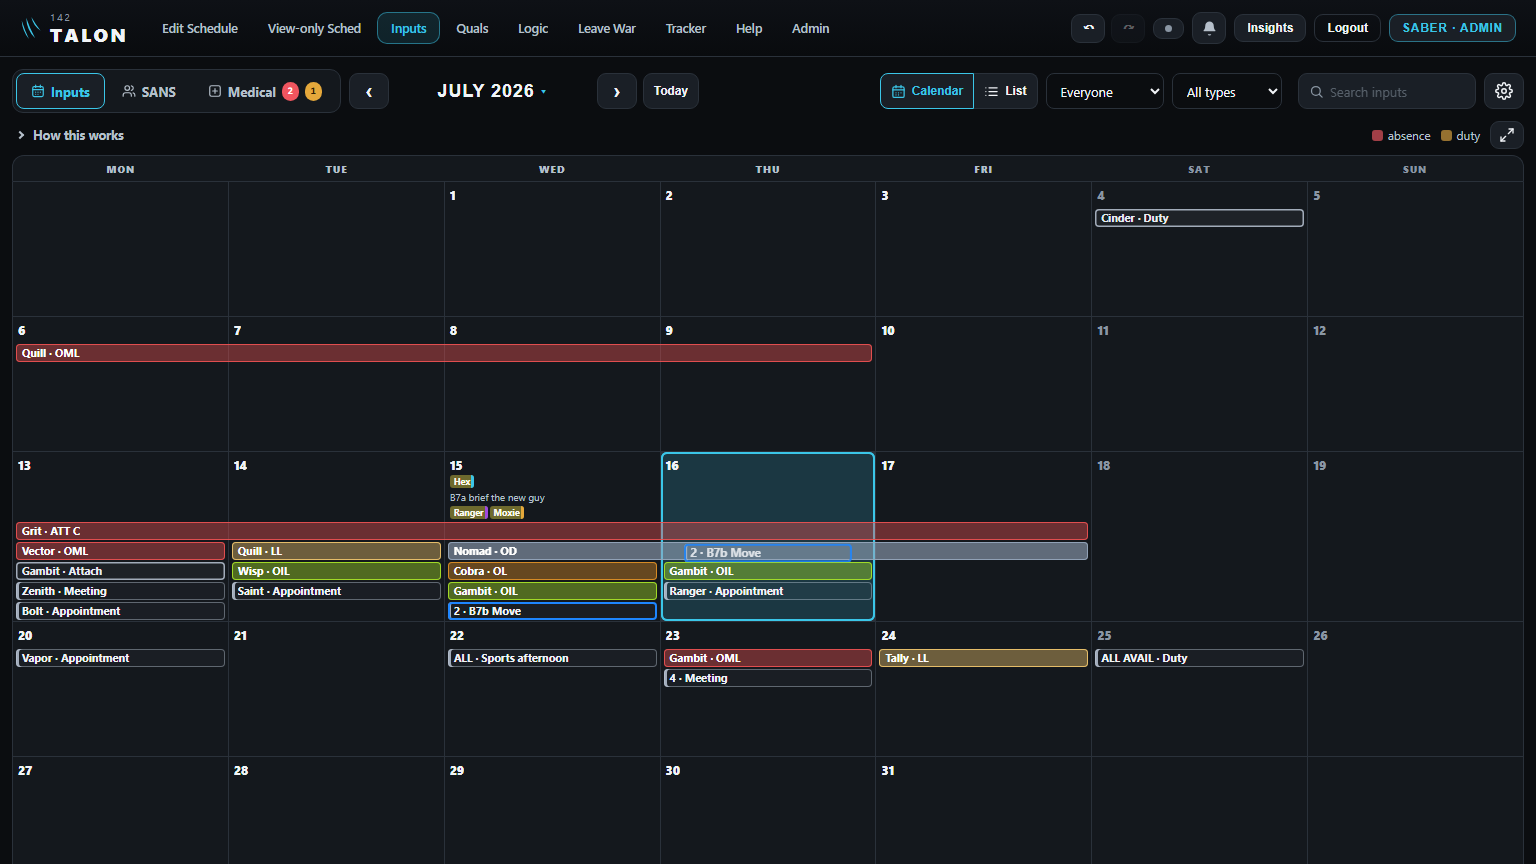 142
TALON
Edit Schedule
View-only Sched
Inputs
Quals
Logic
Leave War
Tracker
Help
Admin
Insights
Logout
SABER · ADMIN
Inputs
SANS
Medical 2 1
‹
JULY 2026
›
Today
Calendar
List
Everyone
All types
Search inputs
How this works
absence
duty
MON TUE WED THU FRI SAT SUN
1 2 3 4 5
Cinder · Duty
6 7 8 9 10 11 12
Quill · OML
13 14 15 16 17 18 19
Hex
B7a brief the new guy
Ranger Moxie
Grit · ATT C
Vector · OML
Quill · LL
Nomad · OD
2 · B7b Move
Gambit · Attach
Wisp · OIL
Cobra · OL
Gambit · OIL
Zenith · Meeting
Saint · Appointment
Gambit · OIL
Ranger · Appointment
Bolt · Appointment
2 · B7b Move
20 21 22 23 24 25 26
Vapor · Appointment
ALL · Sports afternoon
Gambit · OML
Tally · LL
ALL AVAIL · Duty
4 · Meeting
27 28 29 30 31